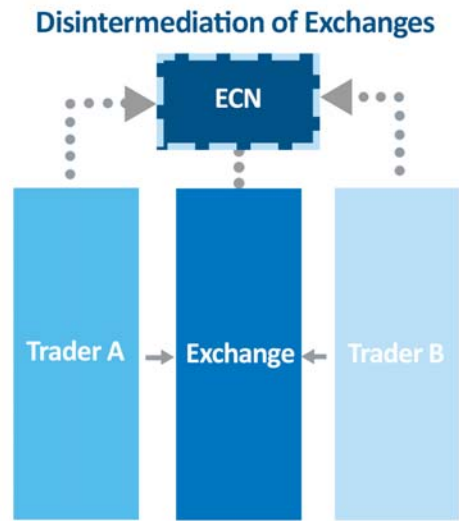 Disintermediation of Exchanges
ECN
Trader A
Exchange
Trader B